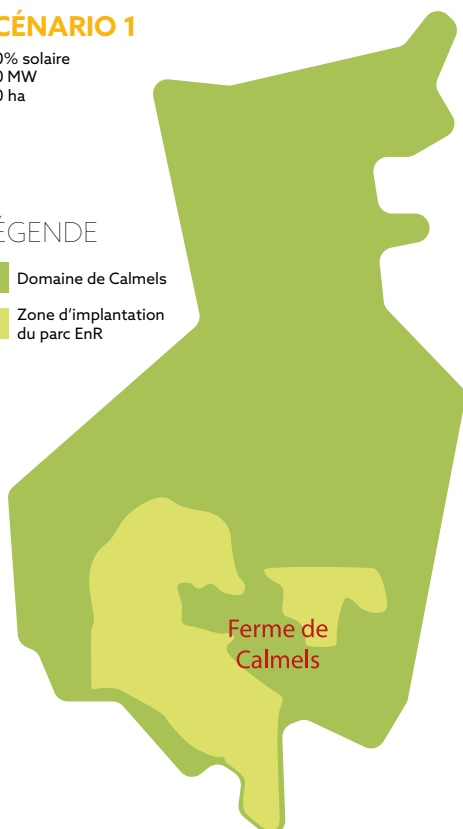 CÉNARIO 1
0% solaire
0 MW
0 ha
ÉGENDE
Domaine de Calmels
Zone d'implantation
du parc EnR
Ferme de
Calmels